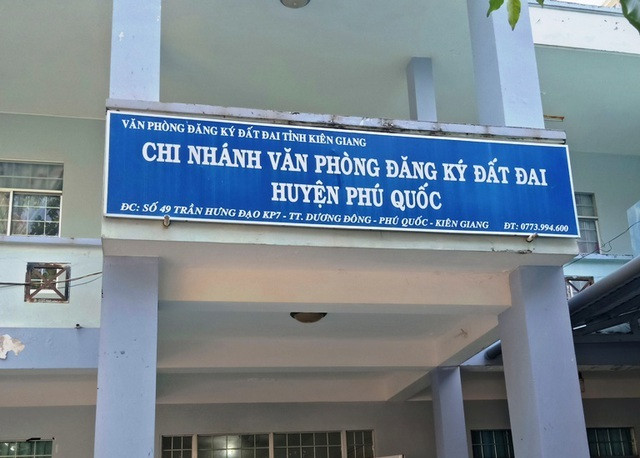 VĂN PHÒNG ĐĂNG KÝ ĐẤT ĐAI TỈNH KIÊN GIANG
CHI NHÁNH VĂN PHÒNG ĐĂNG KÝ ĐẤT ĐAI
HUYỆN PHÚ QUỐC
ĐC: SỐ 49 TRẦN HƯNG ĐẠO KP7 - TT. DƯƠNG ĐÔNG - PHÚ QUỐC - KIÊN GIANG ĐT: 0773.994.600